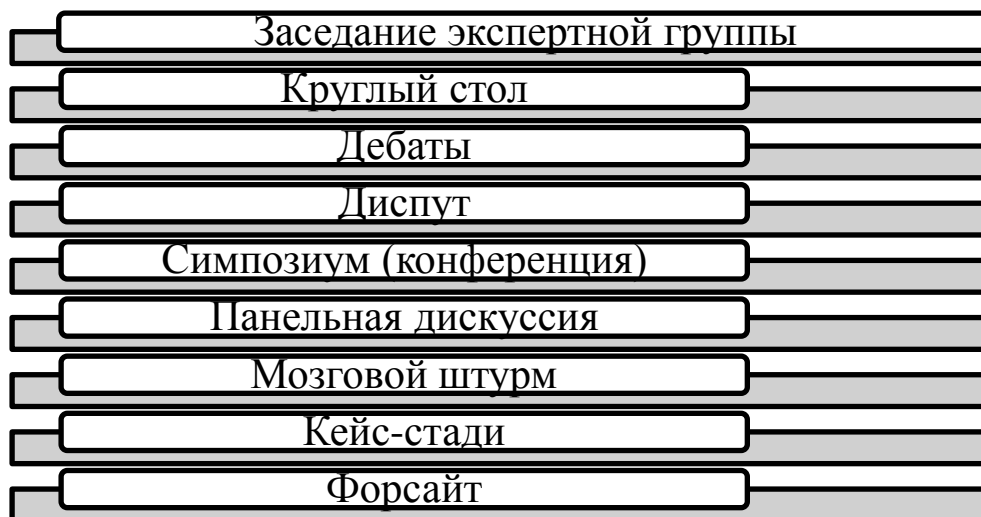 Заседание экспертной группы
Круглый стол
Дебаты
Диспут
Симпозиум (конференция)
Панельная дискуссия
Мозговой штурм
Кейс-стади
Форсайт